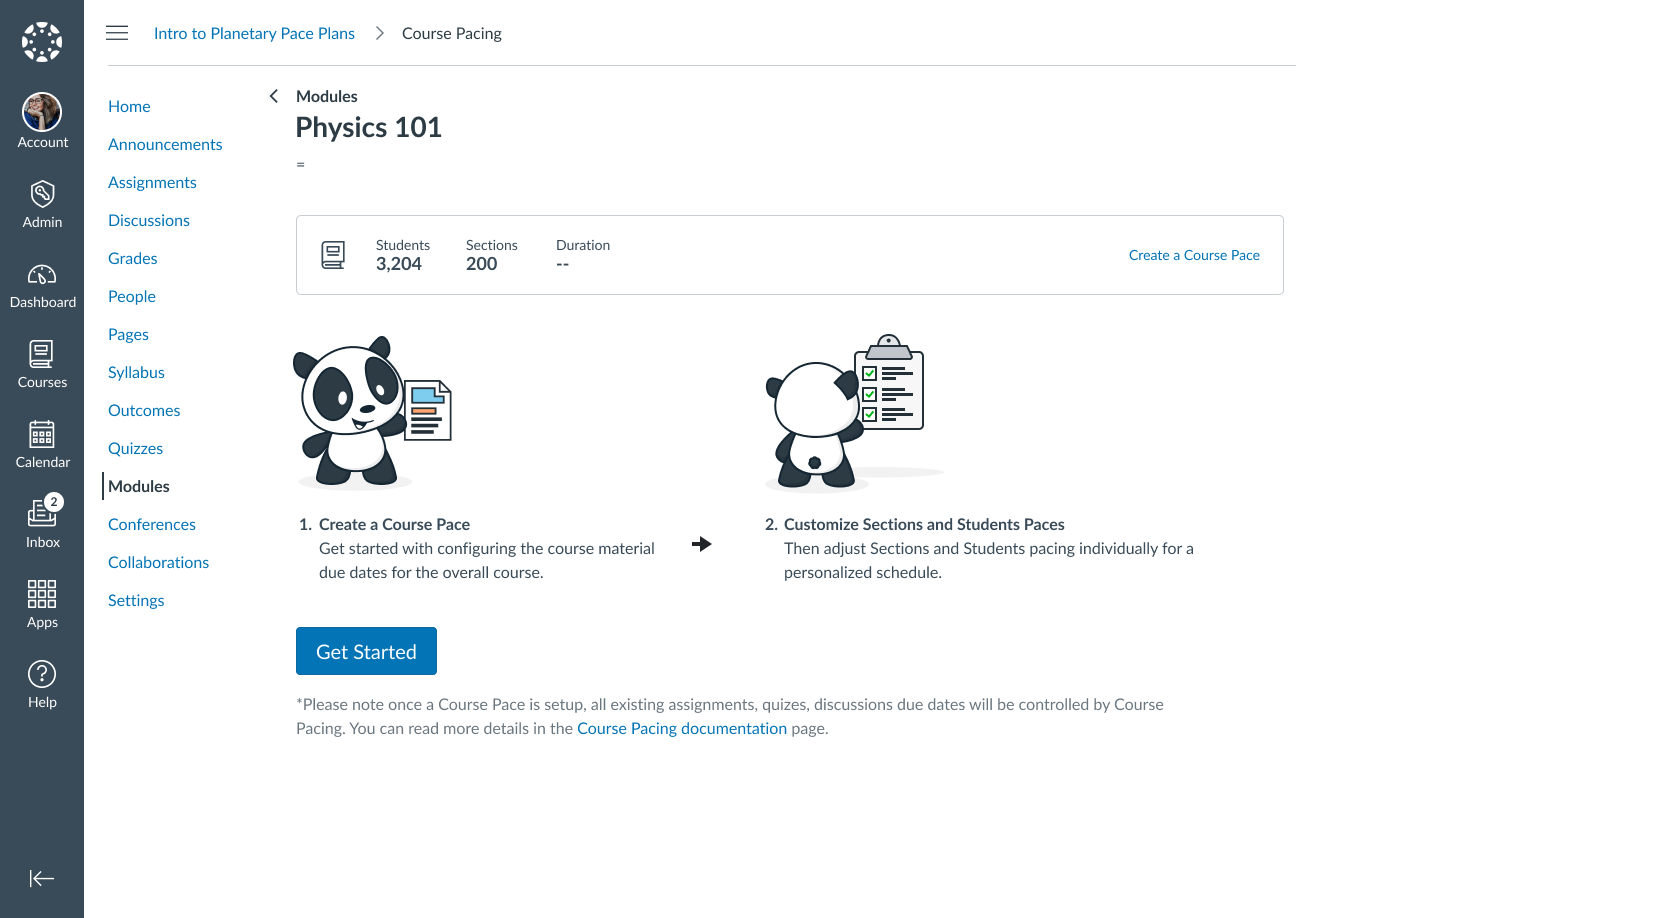 Intro to Planetary Pace Plans > Course Pacing
Account
Admin
Dashboard
Courses
Calendar
2
Inbox
Apps
Help
Home
Announcements
Assignments
Discussions
Grades
People
Pages
Syllabus
Outcomes
Quizzes
Modules
Conferences
Collaborations
Settings
Modules
Physics 101
=
Students
3,204
Sections
200
Duration
--
Create a Course Pace
1. Create a Course Pace
Get started with configuring the course material
due dates for the overall course.
2. Customize Sections and Students Paces
Then adjust Sections and Students pacing individually for a
personalized schedule.
Get Started
*Please note once a Course Pace is setup, all existing assignments, quizes, discussions due dates will be controlled by Course
Pacing. You can read more details in the Course Pacing documentation page.